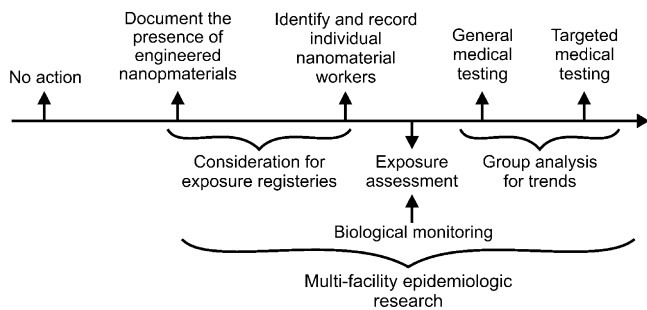 No action
Document the
presence of
engineered
nanopmaterials
Identify and record
individual
nanomaterial
workers
General
medical
testing
Targeted
medical
testing
Consideration for
exposure registeries
Exposure
assessment
Group analysis
for trends
Biological monitoring
Multi-facility epidemiologic
research